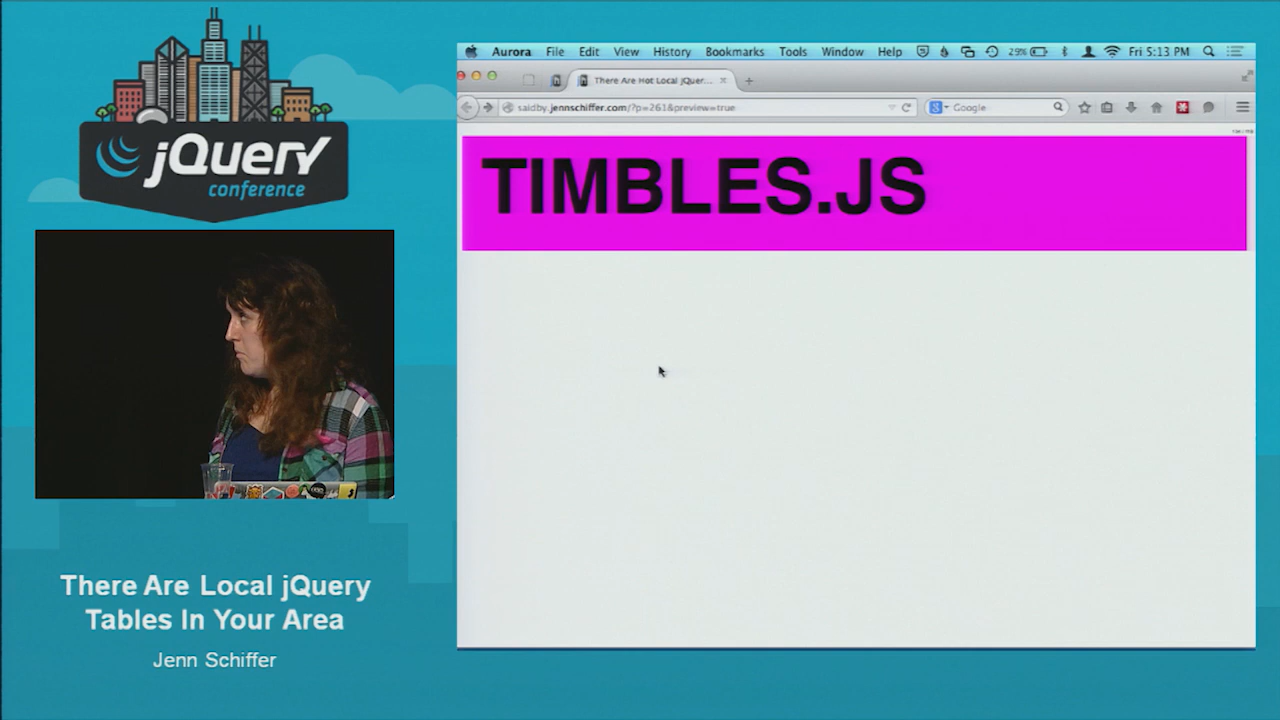 jQuery
conference
There Are Local jQuery
Tables In Your Area
Jenn Schiffer
Aurora File Edit View History Bookmarks Tools Window Help 29% Fri 5:13 PM
There Are Hot Local jQuer...
saidby.jennschiffer.com/?p=261&preview=true
Google
TIMBLES.JS